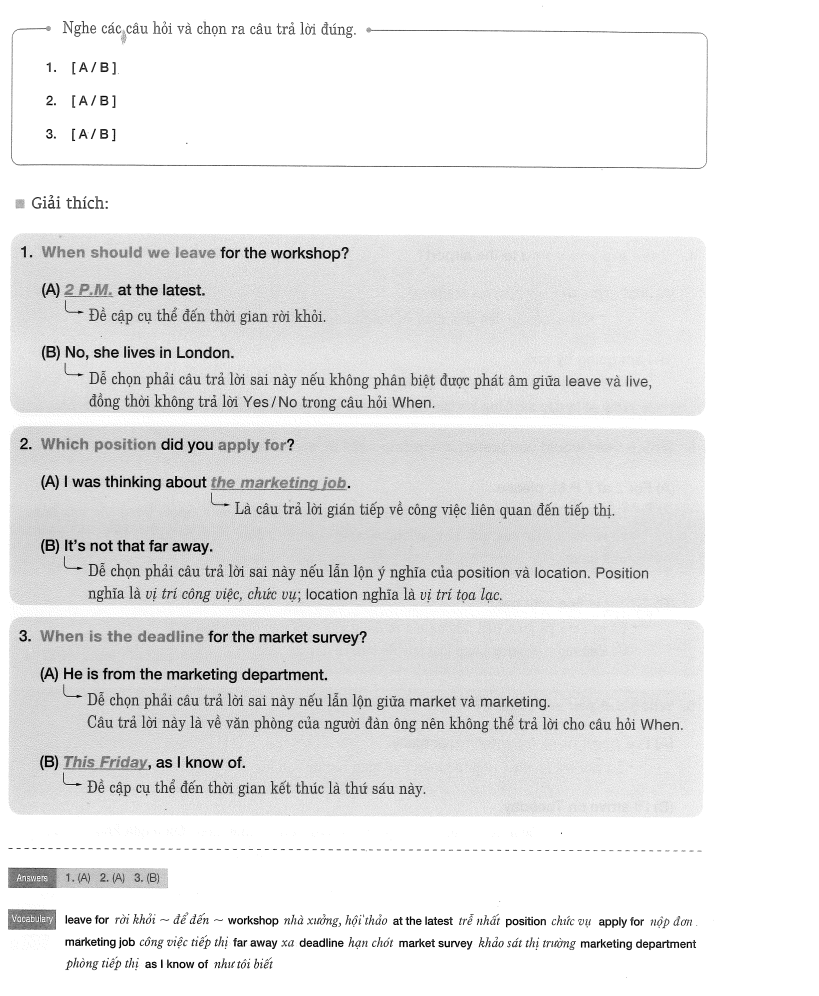 Nghe các câu hỏi và chọn ra câu trả lời đúng.
1. [ A / B ]
2. [ A / B ]
3. [ A / B ]
Giải thích:
1. When should we leave for the workshop?
(A) 2 P.M. at the latest.
Đề cập cụ thể đến thời gian rời khỏi.
(B) No, she lives in London.
Dễ chọn phải câu trả lời sai này nếu không phân biệt được phát âm giữa leave và live,
đồng thời không trả lời Yes / No trong câu hỏi When.
2. Which position did you apply for?
(A) I was thinking about the marketing job.
Là câu trả lời gián tiếp về công việc liên quan đến tiếp thị.
(B) It's not that far away.
Dễ chọn phải câu trả lời sai này nếu lẫn lộn ý nghĩa của position và location. Position
nghĩa là vị trí công việc, chức vụ; location nghĩa là vị trí tọa lạc.
3. When is the deadline for the market survey?
(A) He is from the marketing department.
Dễ chọn phải câu trả lời sai này nếu lẫn lộn giữa market và marketing.
Câu trả lời này là về văn phòng của người đàn ông nên không thể trả lời cho câu hỏi When.
(B) This Friday, as I know of.
Đề cập cụ thể đến thời gian kết thúc là thứ sáu này.
Answers 1. (A) 2. (A) 3. (B)
Vocabulary leave for rời khỏi ~ để đến ~ workshop nhà xưởng, hội thảo at the latest trễ nhất position chức vụ apply for nộp đơn
marketing job công việc tiếp thị far away xa deadline hạn chót market survey khảo sát thị trường marketing department
phòng tiếp thị as I know of như tôi biết